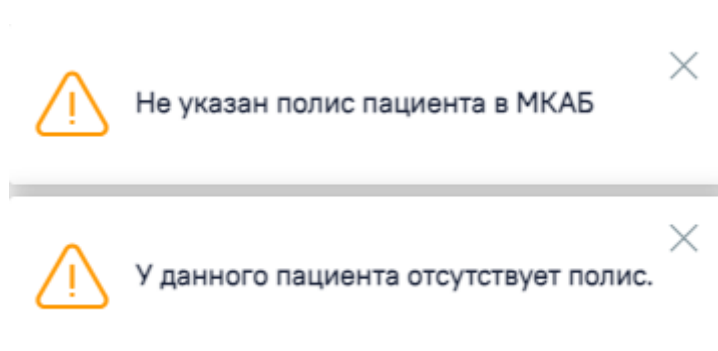 Не указан полис пациента в МКАБ
У данного пациента отсутствует полис.